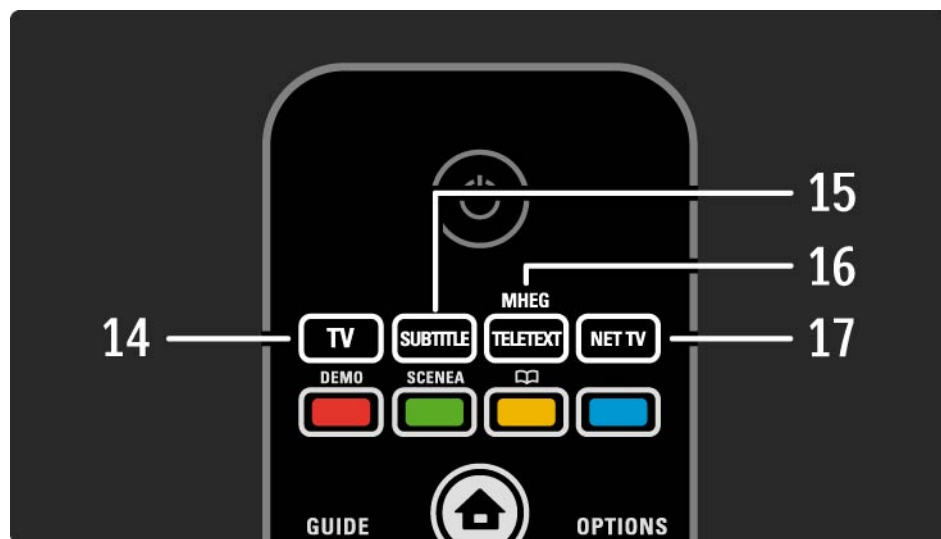 15
16
MHEG
14 TV SUBTITLE TELETEXT NET TV 17
DEMO SCENEA
GUIDE OPTIONS